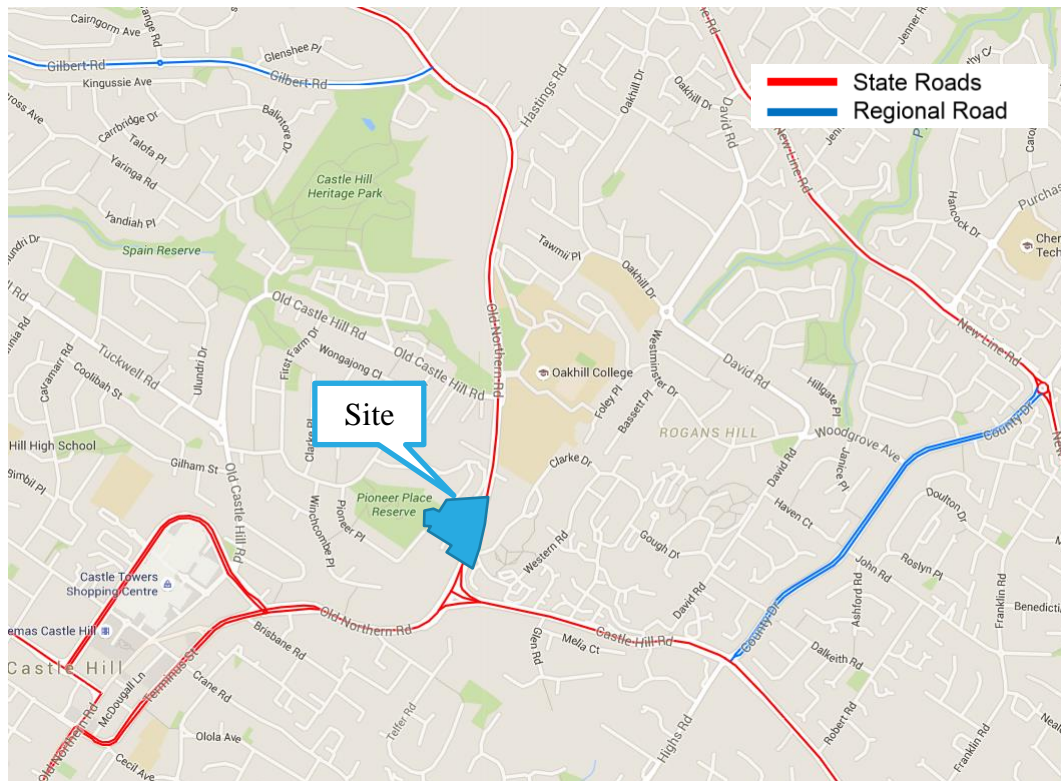 Cairngorm Ave
Glenshee Pl
Gilbert Rd
Gilbert Rd
Kingussie Ave
Carrbridge Dr
Balintore Dr
Talofa Pl
Yaringa Rd
Yandiah Pl
Castle Hill
Heritage Park
Spain Reserve
Hastings Rd
Oakhill Dr
Oakhill Dr
David Rd
State Roads
Regional Road
New Line Rd
Hancock Dr
Tawmii Pl
Oakhill Dr
Old Castle Hill Rd
Old Castle Hill Rd
Old Northern Rd
Wongajong Cl
First Farm Dr
Ulundri Dr
Tuckwell Rd
Coolibah St
Cavamarr Rd
Oakhill College
Foley Pl
Bassett Pl
Westminster Dr
David Rd
Hillgate Pl
Woodgrove Ave
New Line Rd
County Dr
ROGANS HILL
Site
Hill High School
Gilham St
Clarke Pl
Old Castle Hill Rd
Winchcombe Pl
Pioneer Pl
Pioneer Place
Reserve
Clarke Dr
Western Rd
Gough Dr
David Rd
Haven Ct
Janice Pl
David Rd
Doulton Dr
John Rd
Roslyn Pl
Ashford Rd
Franklin Rd
County Dr
Dalkeith Rd
Castle Towers
Shopping Centre
Castle Hill
Brisbane Rd
Old Northern Rd
Castle Hill Rd
Glen Rd
Melia Ct
Highs Rd
Robert Rd
Franklin Rd
Terminus St
McDougall Ln
Crane Rd
Telfer Rd
Olola Ave
Cecil Ave
Old Northern Rd